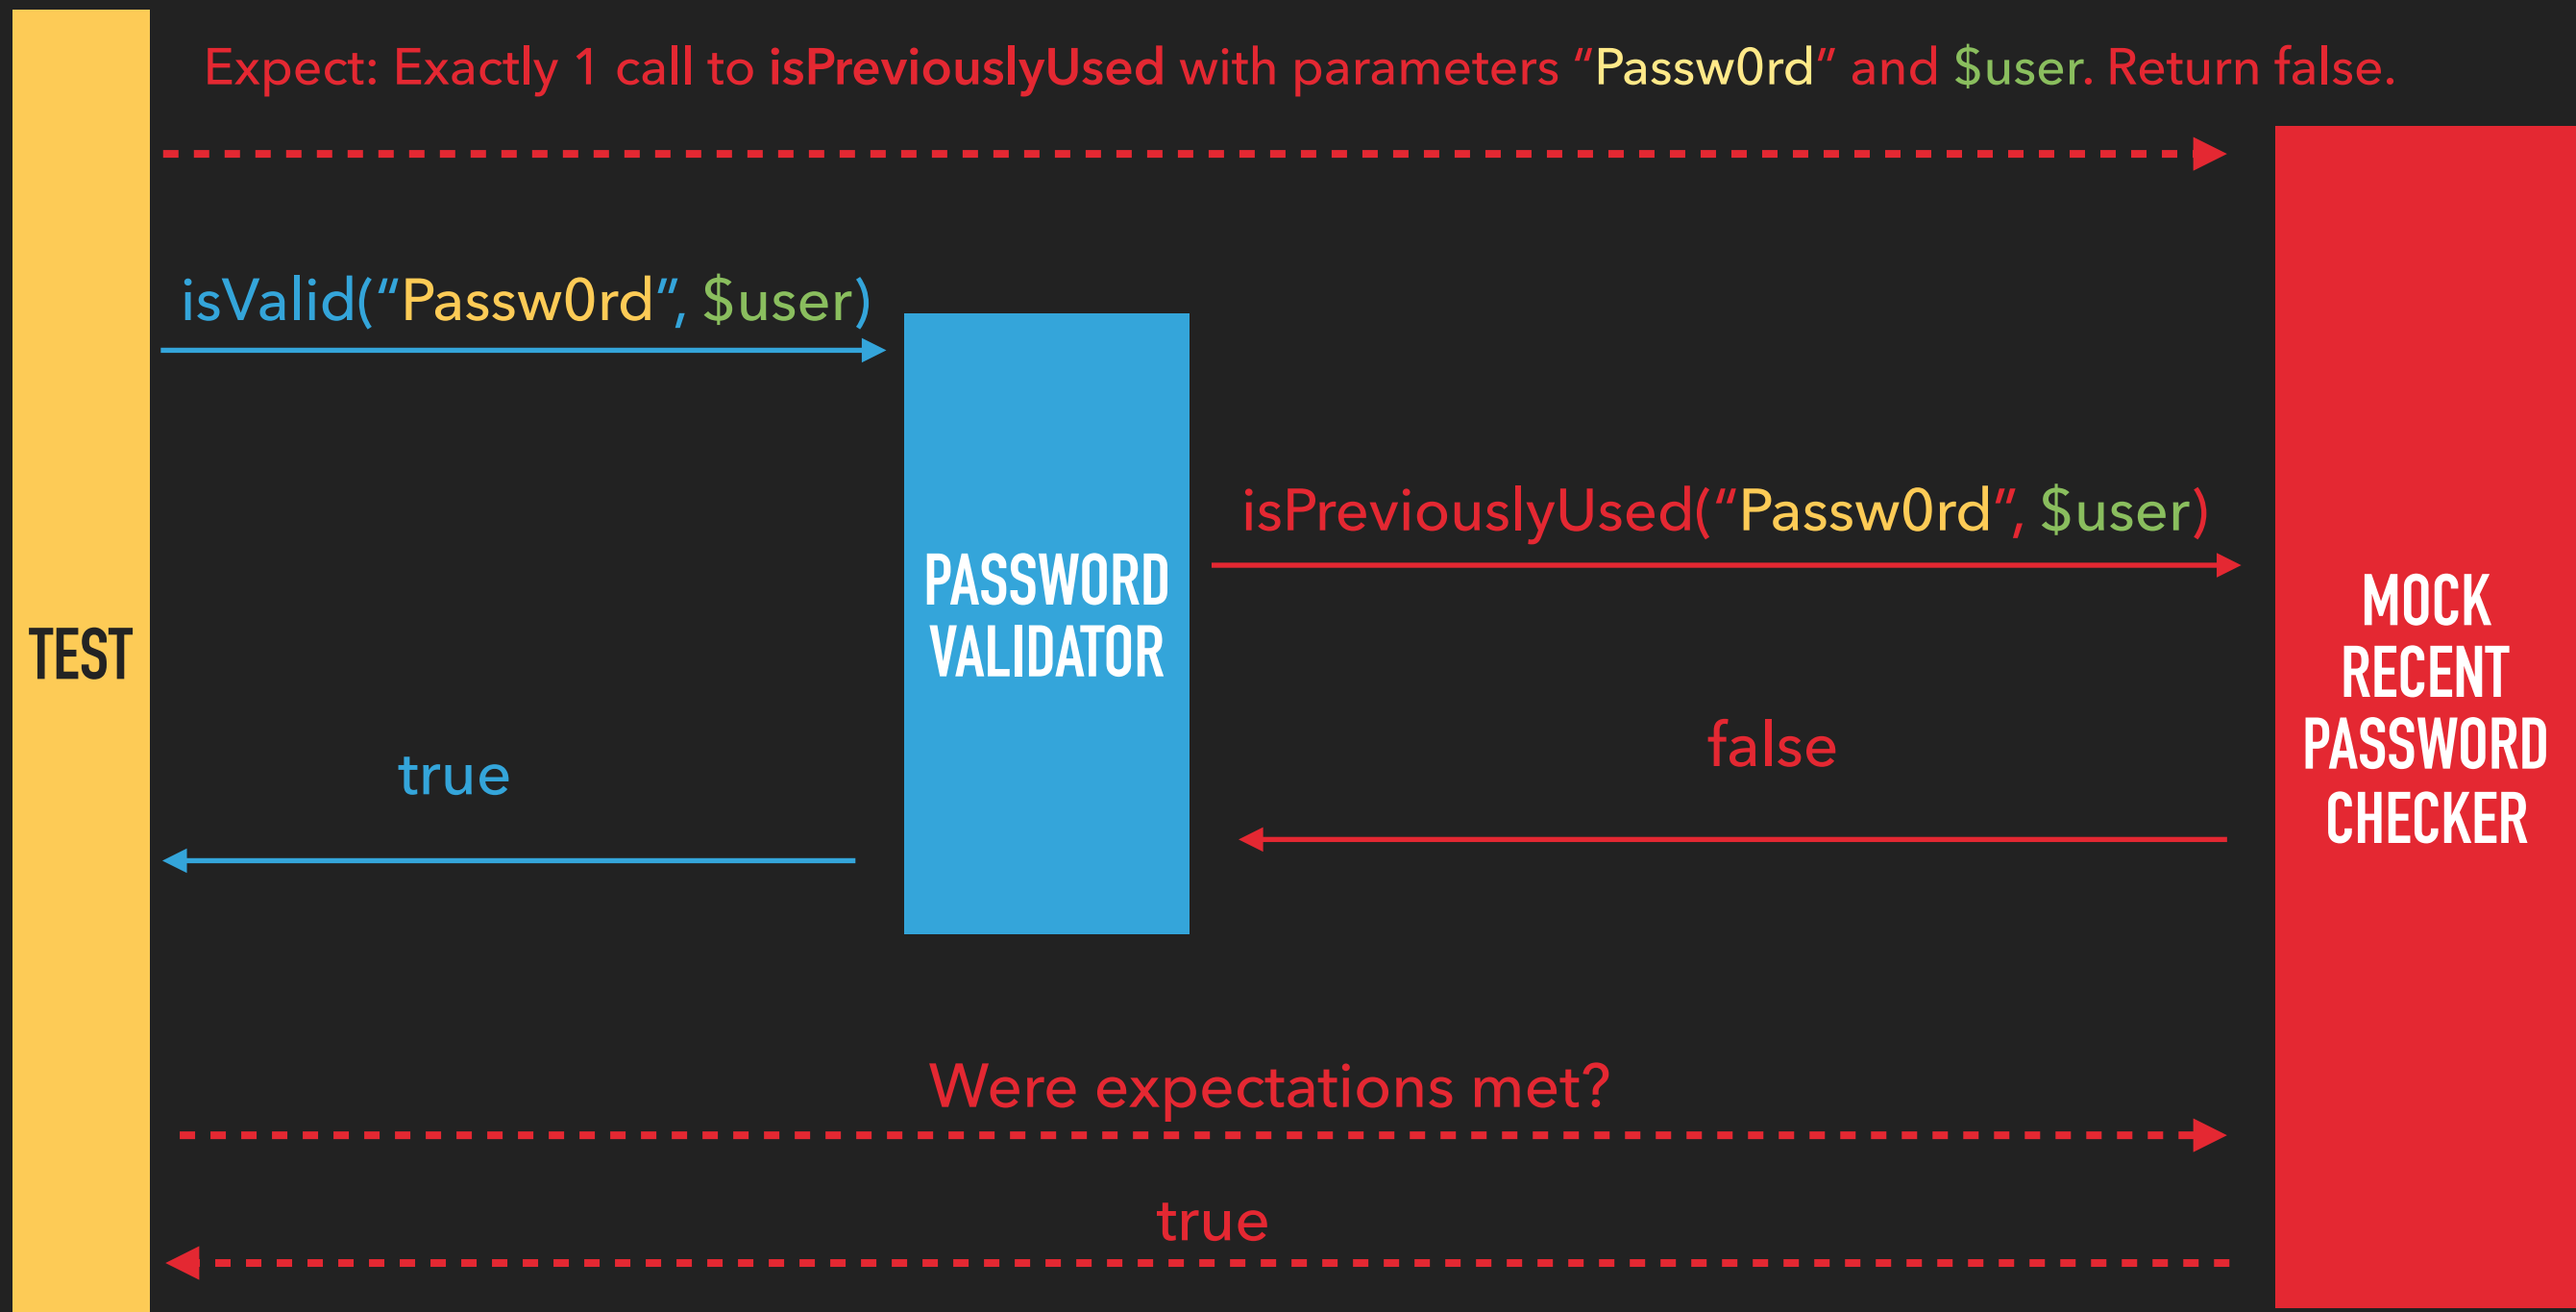 Expect: Exactly 1 call to isPreviouslyUsed with parameters “Passw0rd” and $user. Return false.
isValid(“Passw0rd”, $user)
isPreviouslyUsed(“Passw0rd”, $user)
TEST
PASSWORD
VALIDATOR
MOCK
RECENT
PASSWORD
CHECKER
false
true
Were expectations met?
true